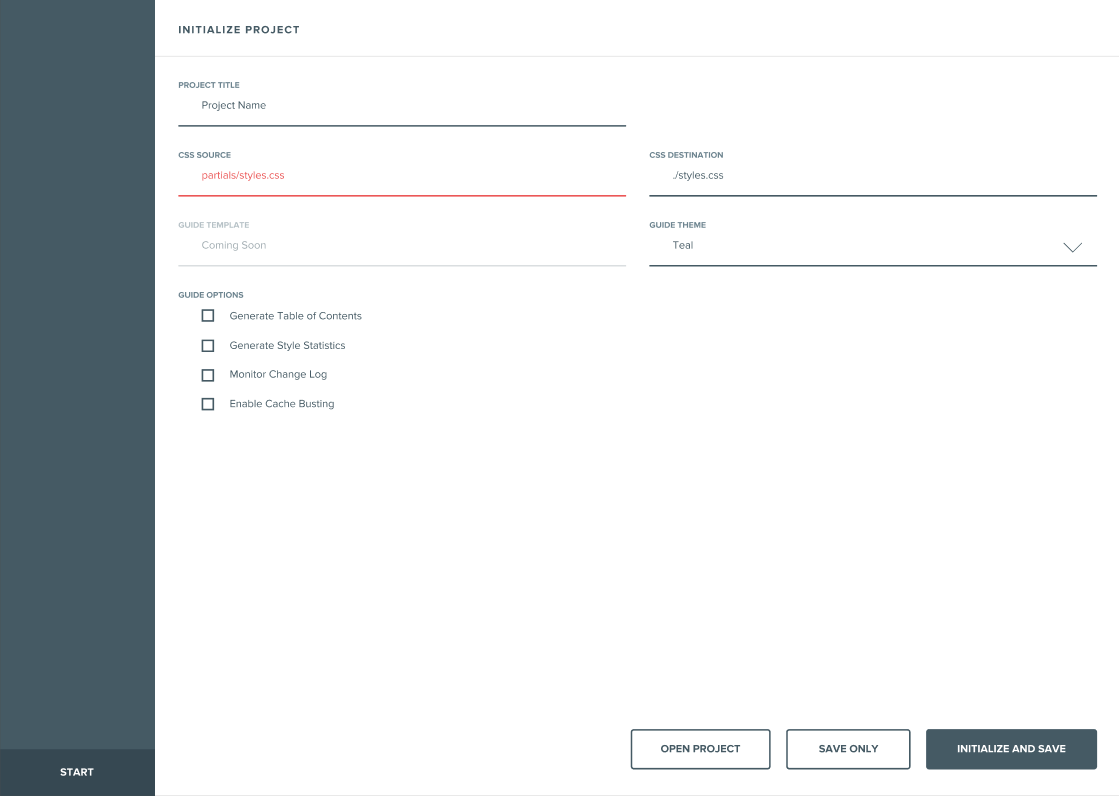 INITIALIZE PROJECT
PROJECT TITLE
Project Name
CSS SOURCE
partials/styles.css
CSS DESTINATION
./styles.css
GUIDE TEMPLATE
Coming Soon
GUIDE THEME
Teal
GUIDE OPTIONS
Generate Table of Contents
Generate Style Statistics
Monitor Change Log
Enable Cache Busting
OPEN PROJECT
SAVE ONLY
INITIALIZE AND SAVE
START